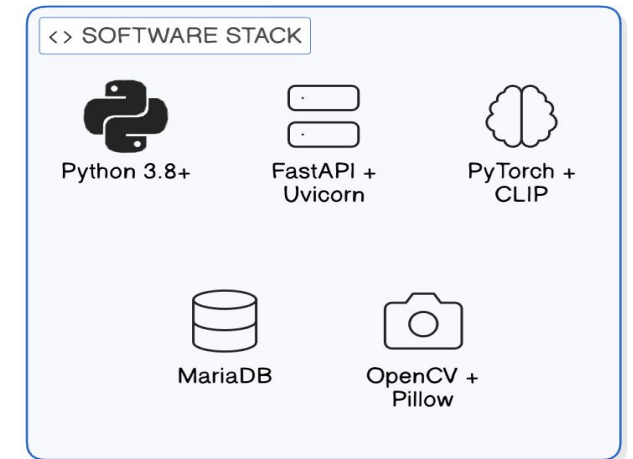 <> SOFTWARE STACK
Python 3.8+
FastAPI +
Uvicorn
PyTorch +
CLIP
MariaDB
OpenCV +
Pillow